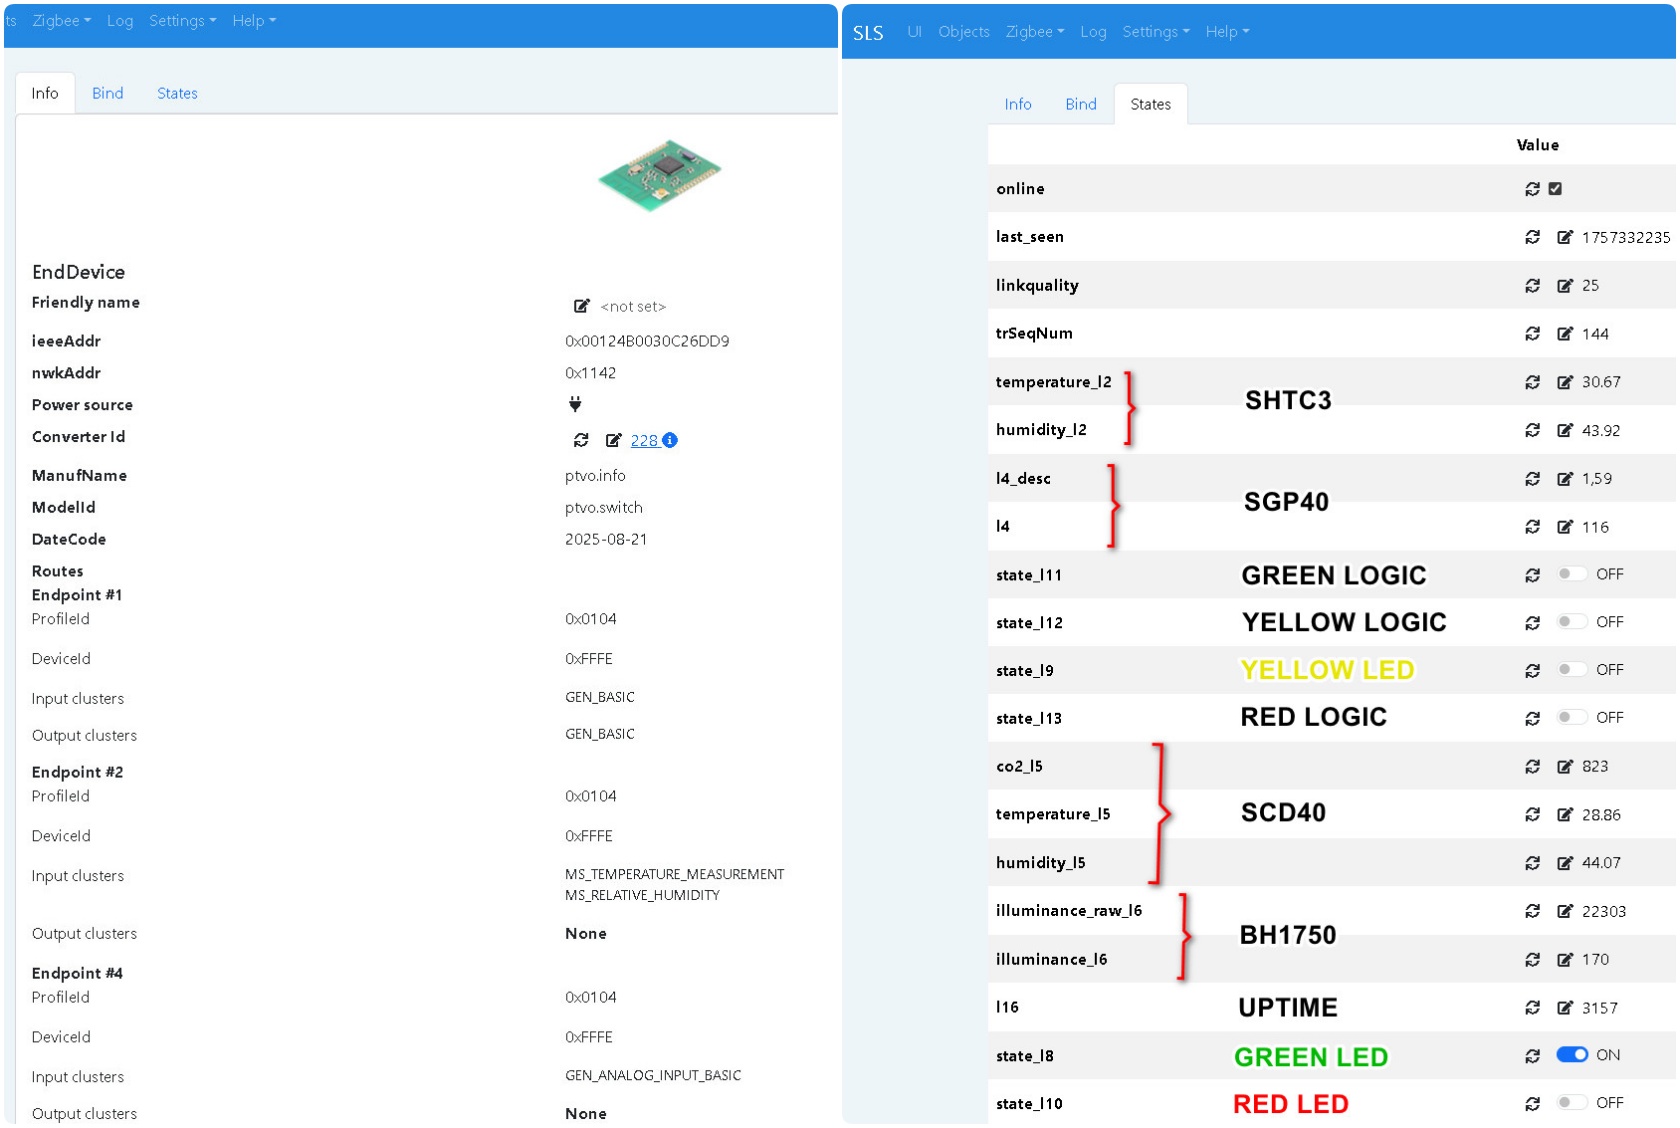 ts Zigbee Log Settings Help
Info Bind States
EndDevice
Friendly name <not set>
ieeeAddr 0x00124B0030C26DD9
nwkAddr 0x1142
Power source
Converter Id 228
ManufName ptvo.info
ModelId ptvo.switch
DateCode 2025-08-21
Routes
Endpoint #1
ProfileId 0x0104
DeviceId 0xFFFE
Input clusters GEN_BASIC
Output clusters GEN_BASIC
Endpoint #2
ProfileId 0x0104
DeviceId 0xFFFE
Input clusters MS_TEMPERATURE_MEASUREMENT
MS_RELATIVE_HUMIDITY
Output clusters None
Endpoint #4
ProfileId 0x0104
DeviceId 0xFFFE
Input clusters GEN_ANALOG_INPUT_BASIC
Output clusters None
SLS UI Objects Zigbee Log Settings Help
Info Bind States
Value
online
last_seen 1757332235
linkquality 25
trSeqNum 144
temperature_l2 30.67
SHTC3
humidity_l2 43.92
l4_desc 1,59
SGP40
l4 116
state_l11 GREEN LOGIC OFF
state_l12 YELLOW LOGIC OFF
state_l9 YELLOW LED OFF
state_l13 RED LOGIC OFF
co2_l5 823
temperature_l5 SCD40 28.86
humidity_l5 44.07
illuminance_raw_l6 22303
BH1750
illuminance_l6 170
l16 UPTIME 3157
state_l8 GREEN LED ON
state_l10 RED LED OFF